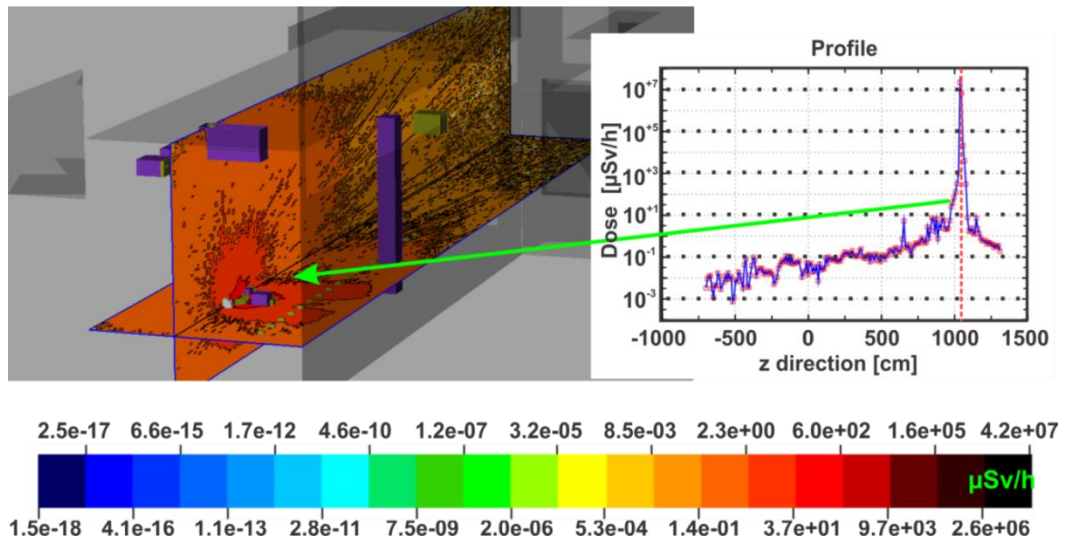 Profile
Dose [µSv/h]
10+7
10+5
10+3
10+1
10-1
10-3
-1000 -500 0 500 1000 1500
z direction [cm]
2.5e-17 6.6e-15 1.7e-12 4.6e-10 1.2e-07 3.2e-05 8.5e-03 2.3e+00 6.0e+02 1.6e+05 4.2e+07
µSv/h
1.5e-18 4.1e-16 1.1e-13 2.8e-11 7.5e-09 2.0e-06 5.3e-04 1.4e-01 3.7e+01 9.7e+03 2.6e+06